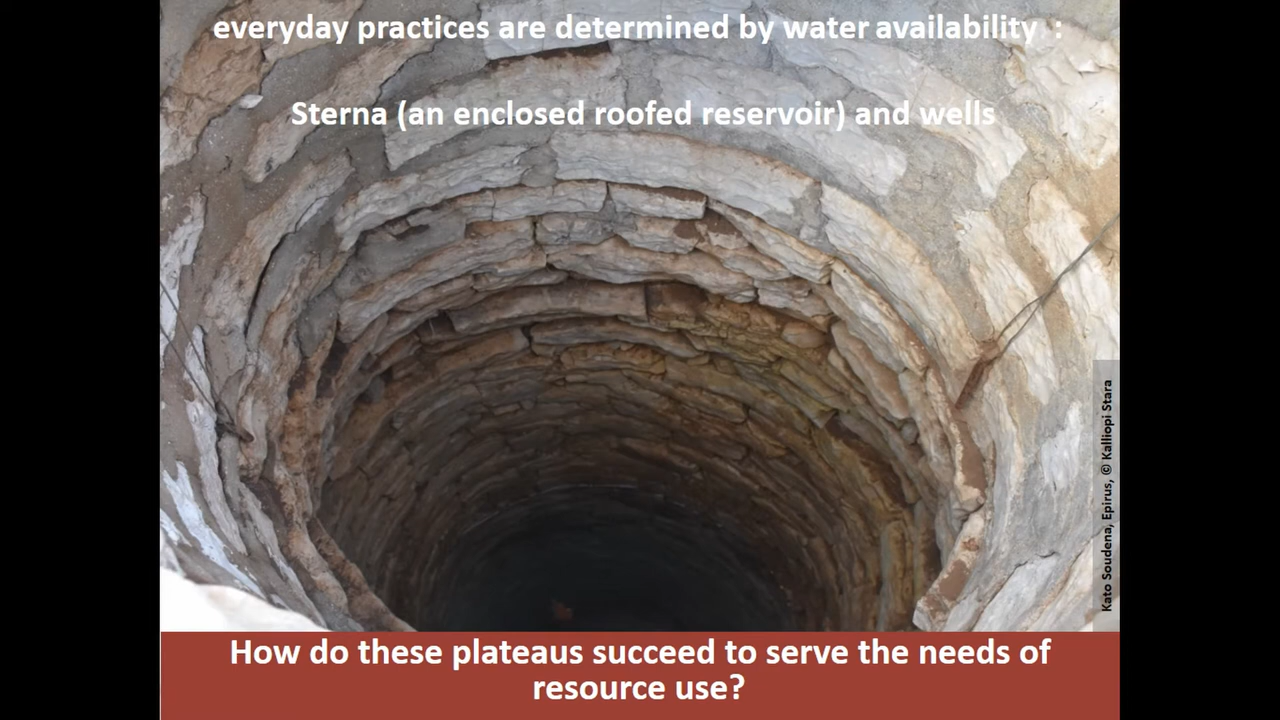 everyday practices are determined by water availability :
Sterna (an enclosed roofed reservoir) and wells
Kato Soudena, Epirus, © Kalliopi Stara
How do these plateaus succeed to serve the needs of
resource use?